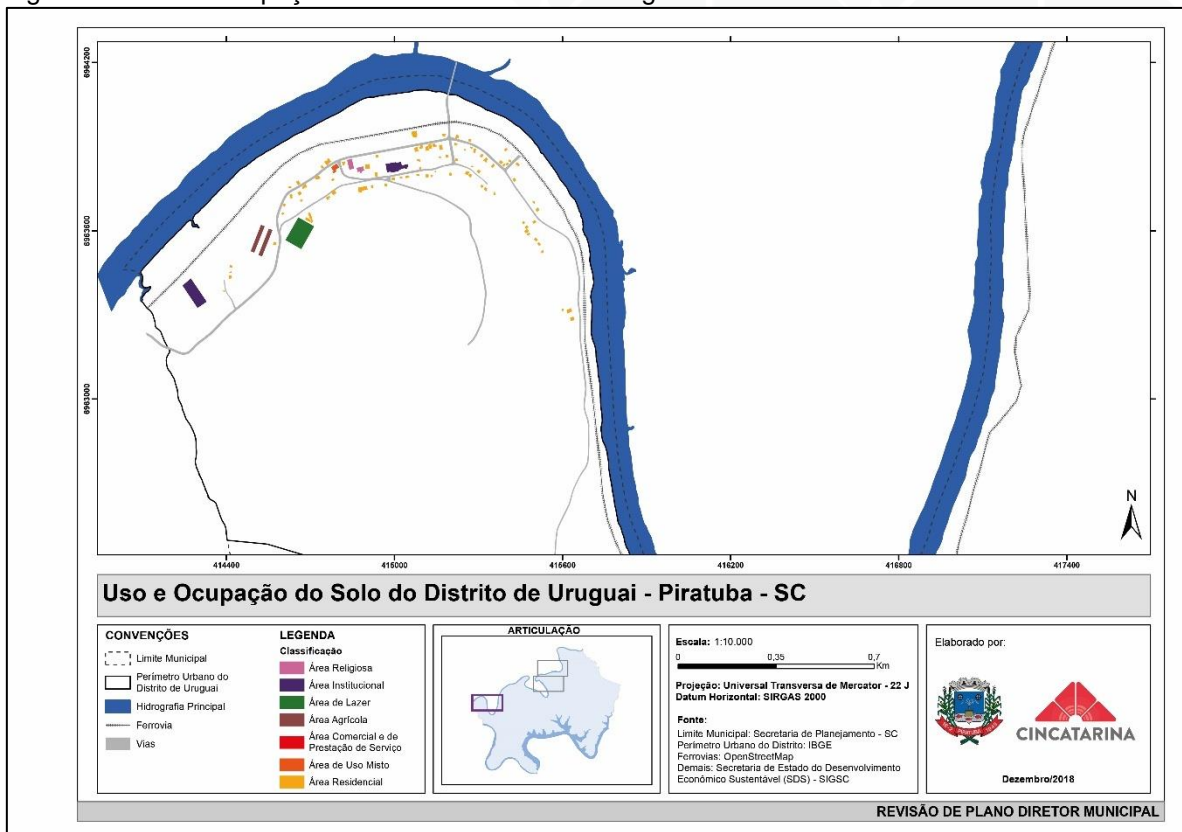 6984200
6983600
6983000
414400
415000
415600
416200
416800
417400
N
Uso e Ocupação do Solo do Distrito de Uruguai - Piratuba - SC
CONVENÇÕES
Limite Municipal
Perímetro Urbano do
Distrito de Uruguai
Hidrografia Principal
Ferrovia
Vias
LEGENDA
Classificação
Área Religiosa
Área Institucional
Área de Lazer
Área Agrícola
Área Comercial e de
Prestação de Serviço
Área de Uso Misto
Área Residencial
ARTICULAÇÃO
Escala: 1:10.000
0 0,35 0,7
Km
Projeção: Universal Transversa de Mercator - 22 J
Datum Horizontal: SIRGAS 2000
Fonte:
Limite Municipal: Secretaria de Planejamento - SC
Perímetro Urbano do Distrito: IBGE
Ferrovias: OpenStreetMap
Demais: Secretaria de Estado do Desenvolvimento
Econômico Sustentável (SDS) - SIGSC
Elaborado por:
CINCATARINA
Dezembro/2018
REVISÃO DE PLANO DIRETOR MUNICIPAL